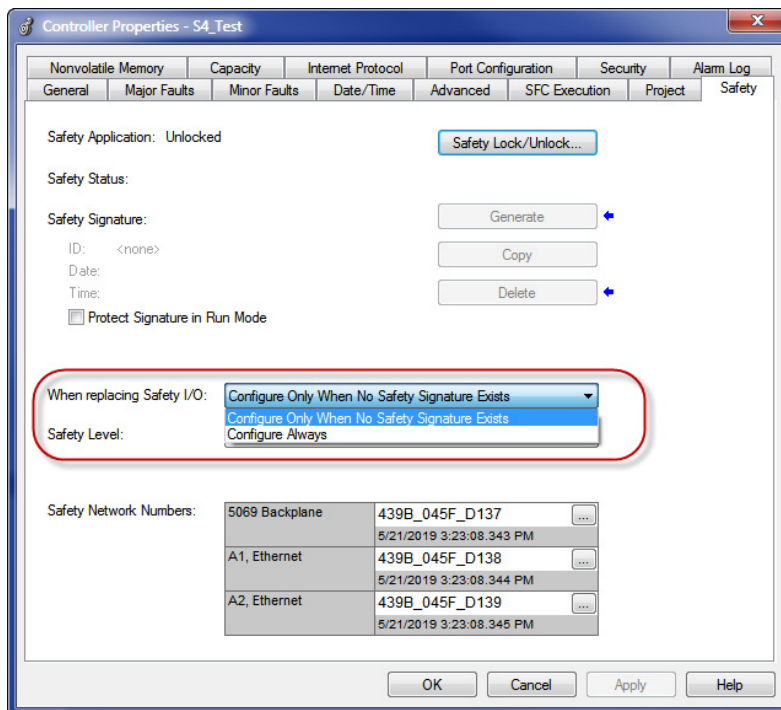 Controller Properties - S4_Test
Nonvolatile Memory Capacity Internet Protocol Port Configuration Security Alarm Log
General Major Faults Minor Faults Date/Time Advanced SFC Execution Project Safety
Safety Application: Unlocked
Safety Lock/Unlock...
Safety Status:
Safety Signature:
Generate
ID: <none>
Copy
Date:
Time:
Delete
Protect Signature in Run Mode
When replacing Safety I/O: Configure Only When No Safety Signature Exists
Configure Only When No Safety Signature Exists
Safety Level: Configure Always
Safety Network Numbers: 5069 Backplane 439B_045F_D137 ...
5/21/2019 3:23:08.343 PM
A1, Ethernet 439B_045F_D138 ...
5/21/2019 3:23:08.344 PM
A2, Ethernet 439B_045F_D139 ...
5/21/2019 3:23:08.345 PM
OK Cancel Apply Help